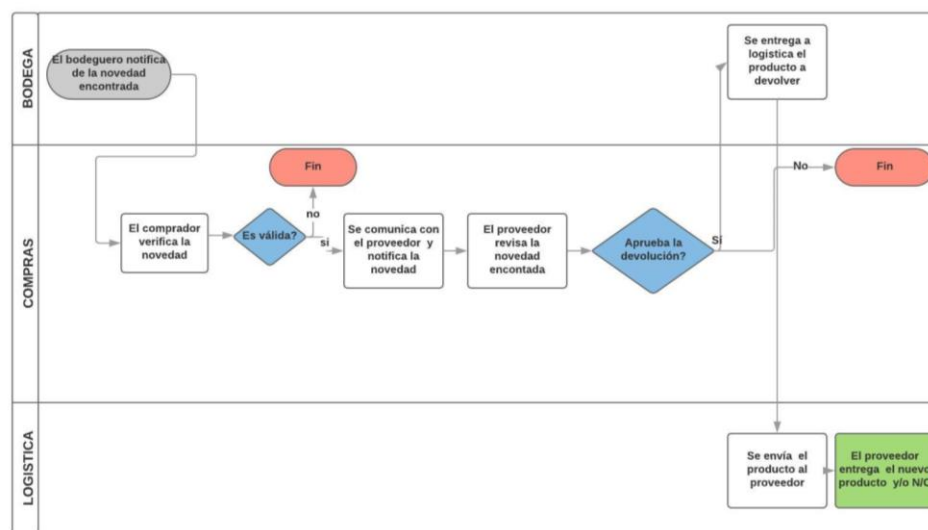 BODEGA
El bodeguero notifica
de la novedad
encontrada
Se entrega a
logística el
producto a
devolver
COMPRAS
El comprador
verifica la
novedad
Es válida?
no
Fin
si
Se comunica con
el proveedor y
notifica la
novedad
El proveedor
revisa la
novedad
encontada
Aprueba la
devolución?
Sí
No
Fin
LOGISTICA
Se envía el
producto al
proveedor
El proveedor
entrega el nuevo
producto y/o N/C